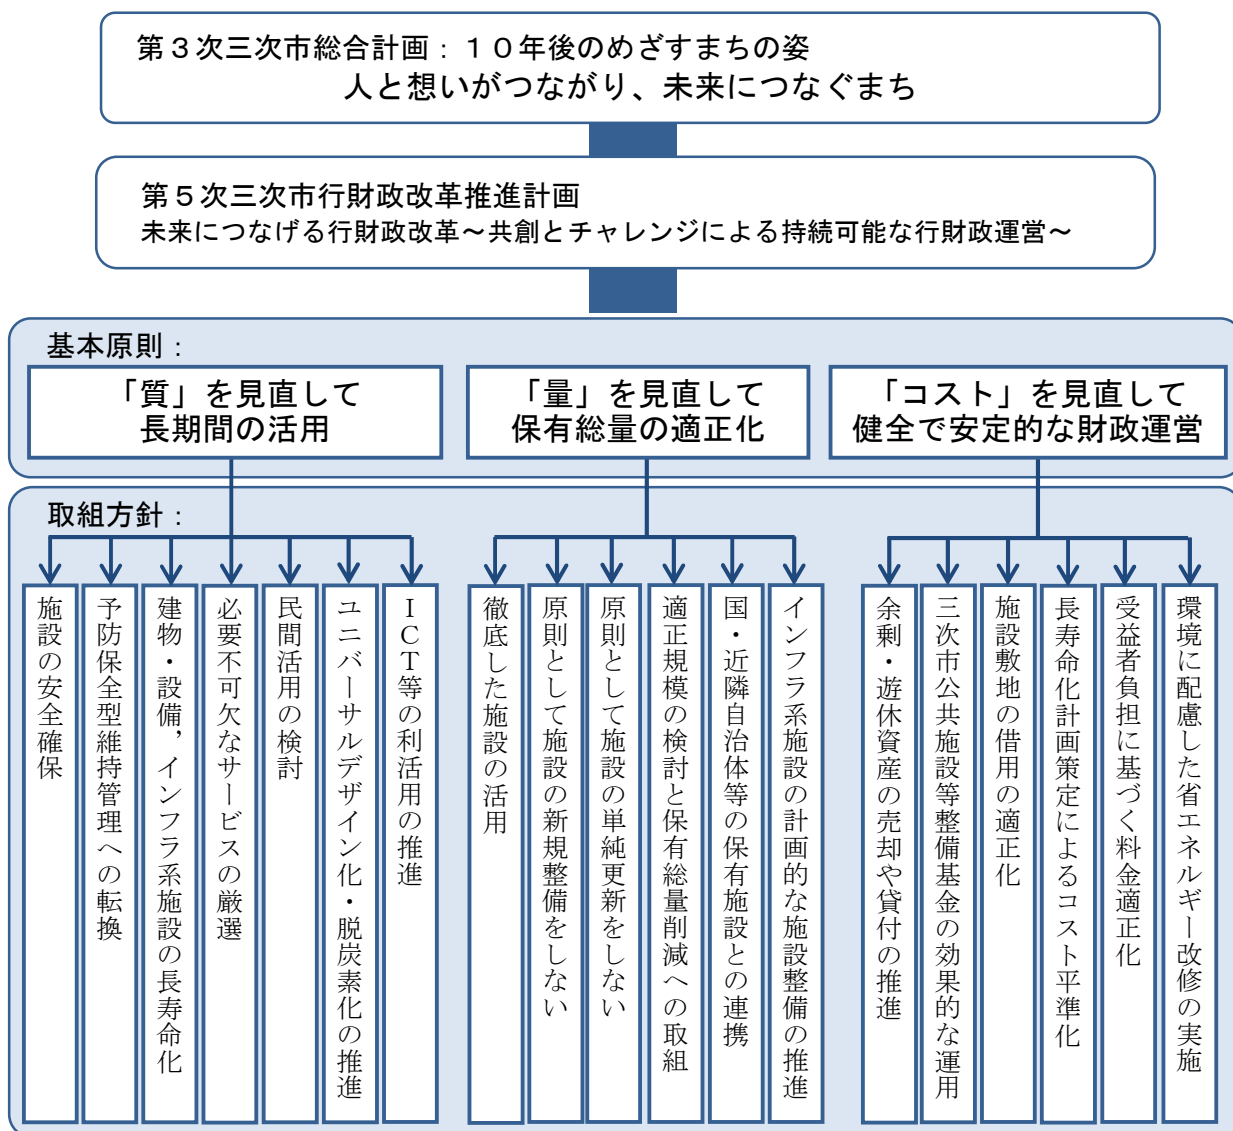 第３次三次市総合計画：１０年後のめざすまちの姿
人と想いがつながり、未来につなぐまち
第５次三次市行財政改革推進計画
未来につなげる行財政改革～共創とチャレンジによる持続可能な行財政運営～
基本原則：
「質」を見直して
長期間の活用
「量」を見直して
保有総量の適正化
「コスト」を見直して
健全で安定的な財政運営
取組方針：
施設の安全確保
予防保全型維持管理への転換
建物・設備，インフラ系施設の長寿命化
必要不可欠なサービスの厳選
民間活用の検討
ユニバーサルデザイン化・脱炭素化の推進
ＩＣＴ等の利活用の推進
徹底した施設の活用
原則として施設の新規整備をしない
原則として施設の単純更新をしない
適正規模の検討と保有総量削減への取組
国・近隣自治体等の保有施設との連携
インフラ系施設の計画的な施設整備の推進
余剰・遊休資産の売却や貸付の推進
三次市公共施設等整備基金の効果的な運用
施設敷地の借用の適正化
長寿命化計画策定によるコスト平準化
受益者負担に基づく料金適正化
環境に配慮した省エネルギー改修の実施